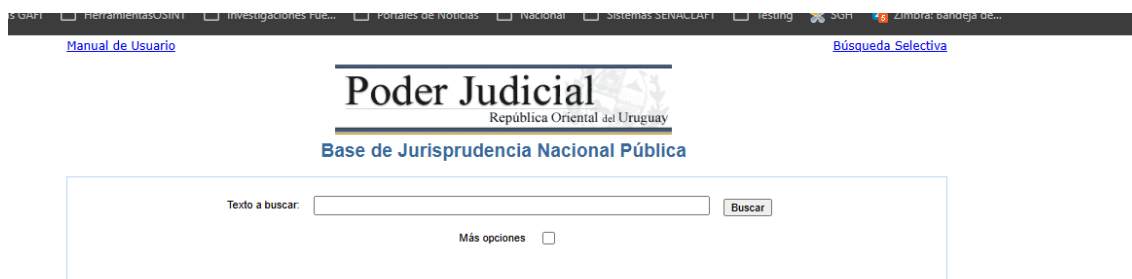 GAFI HerramientasOSINT Investigaciones Fue... Portales de Noticias Nacional Sistemas SENACLAFT Testing SGH Zimbra: Bandeja de...
Manual de Usuario Búsqueda Selectiva
Poder Judicial
República Oriental del Uruguay
Base de Jurisprudencia Nacional Pública
Texto a buscar: Buscar
Más opciones